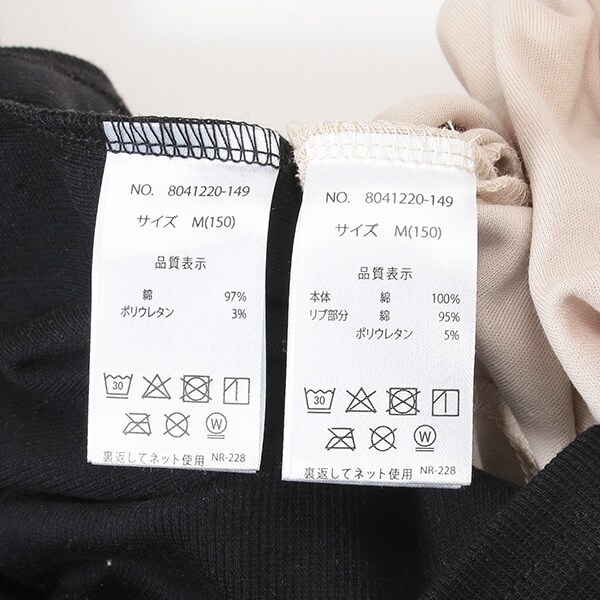 NO. 8041220-149
サイズ M(150)
品質表示
綿 97%
ポリウレタン 3%
30
W
裏返してネット使用 NR-228
NO. 8041220-149
サイズ M(150)
品質表示
本体 綿 100%
リブ部分 綿 95%
ポリウレタン 5%
30
W
裏返してネット使用 NR-228